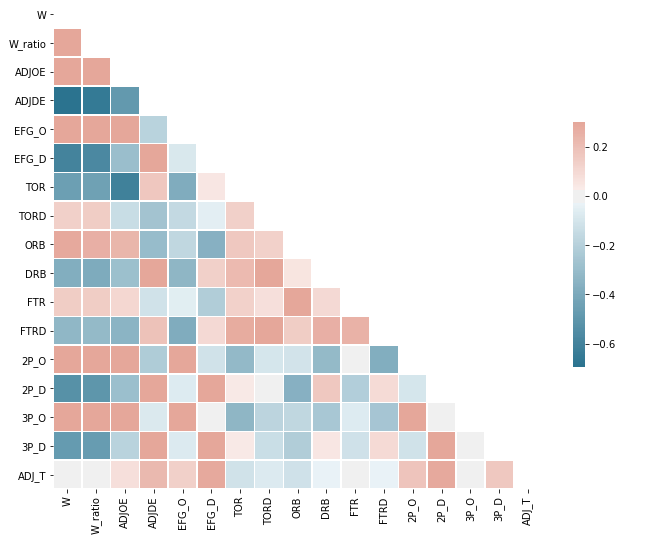 W
W_ratio
ADJOE
ADJDE
EFG_O
EFG_D
TOR
TORD
ORB
DRB
FTR
FTRD
2P_O
2P_D
3P_O
3P_D
ADJ_T
W
W_ratio
ADJOE
ADJDE
EFG_O
EFG_D
TOR
TORD
ORB
DRB
FTR
FTRD
2P_O
2P_D
3P_O
3P_D
ADJ_T
0.2
0.0
−0.2
−0.4
−0.6